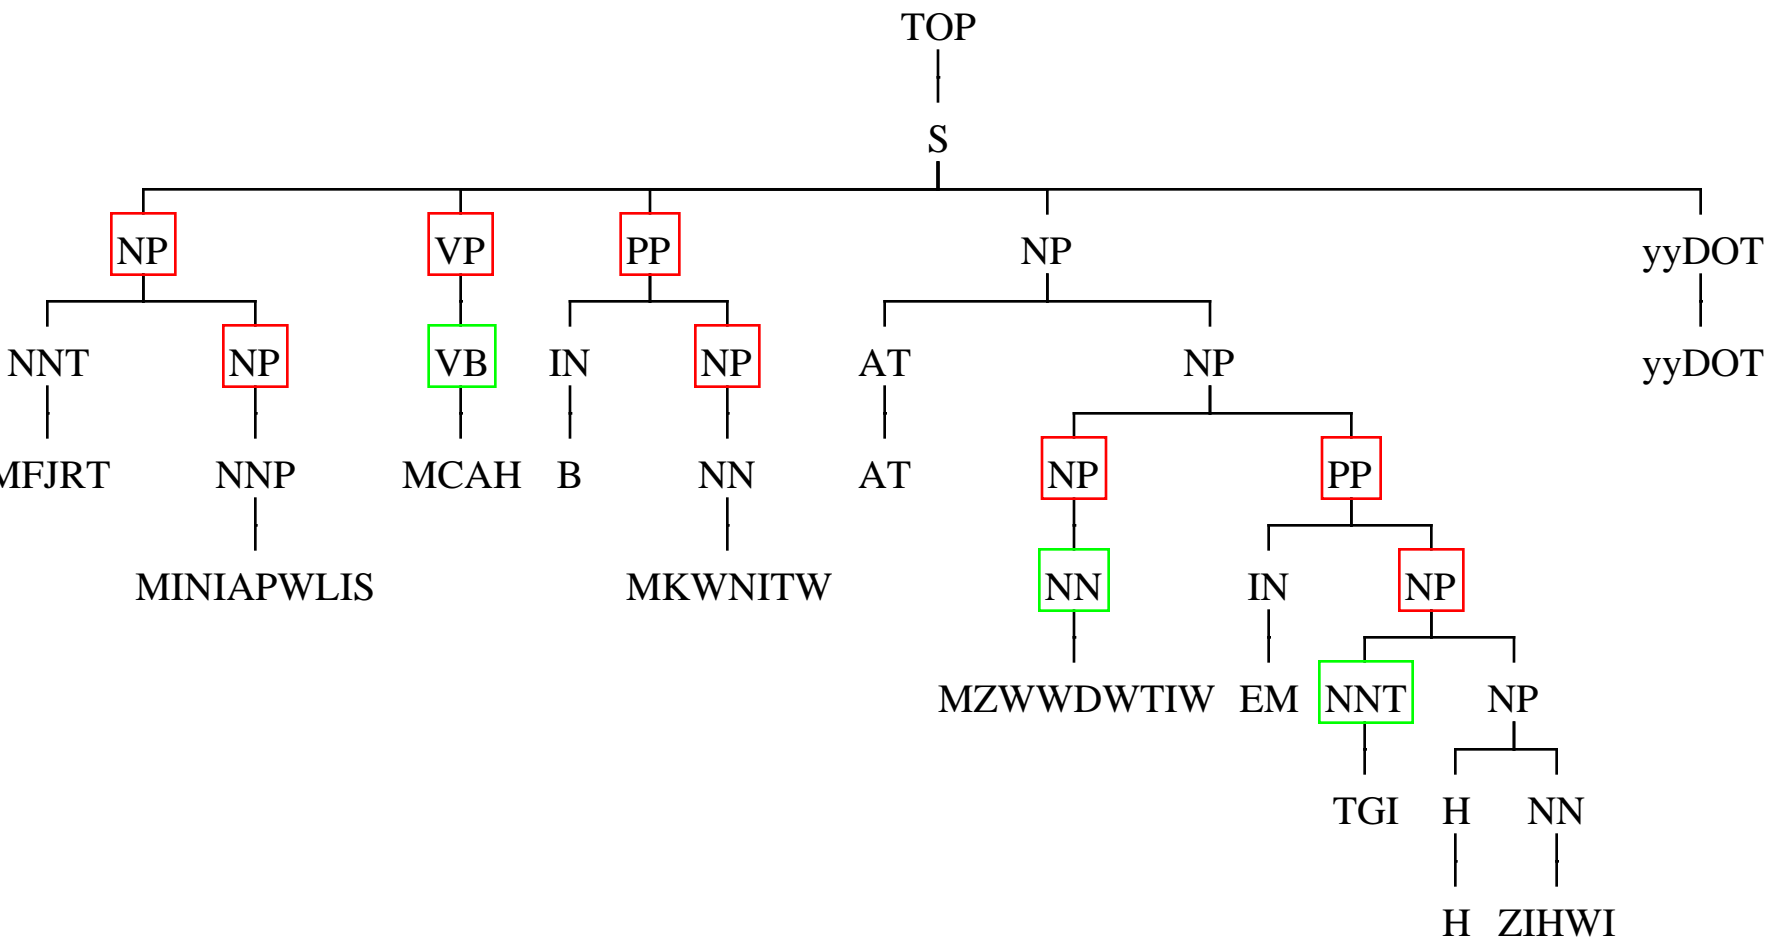 TOP
S
NP VP PP NP yyDOT
NNT NP VB IN NP AT NP yyDOT
MFJRT NNP MCAH B NN AT NP PP
MINIAPWLIS MKWNITW NN IN NP
MZWWDWTIW EM NNT NP
TGI H NN
H ZIHWI